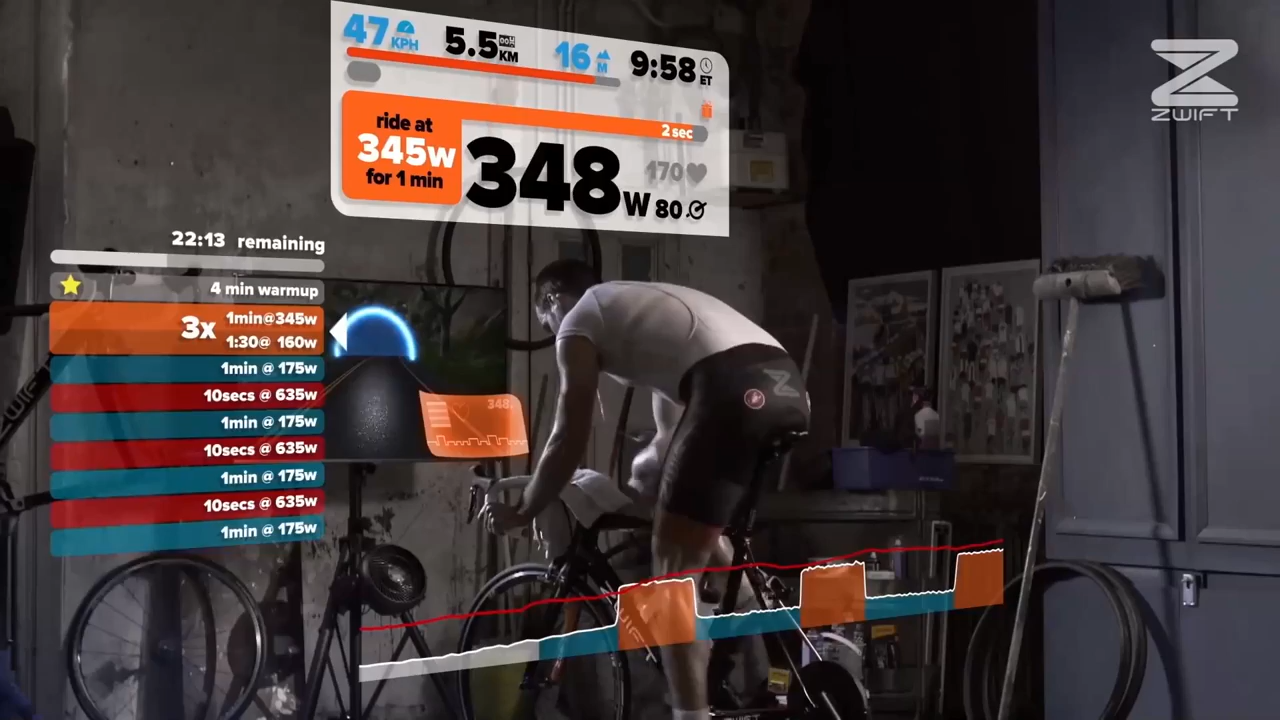 47 KPH 5.5 KM 16 M 9:58 ET
ZWIFT
2 sec
ride at
345w
for 1 min
348 W
170
80
22:13 remaining
4 min warmup
3x 1min@345w
1:30@ 160w
1min @ 175w
10secs @ 635w
1min @ 175w
10secs @ 635w
1min @ 175w
10secs @ 635w
1min @ 175w
348
ZWIFT